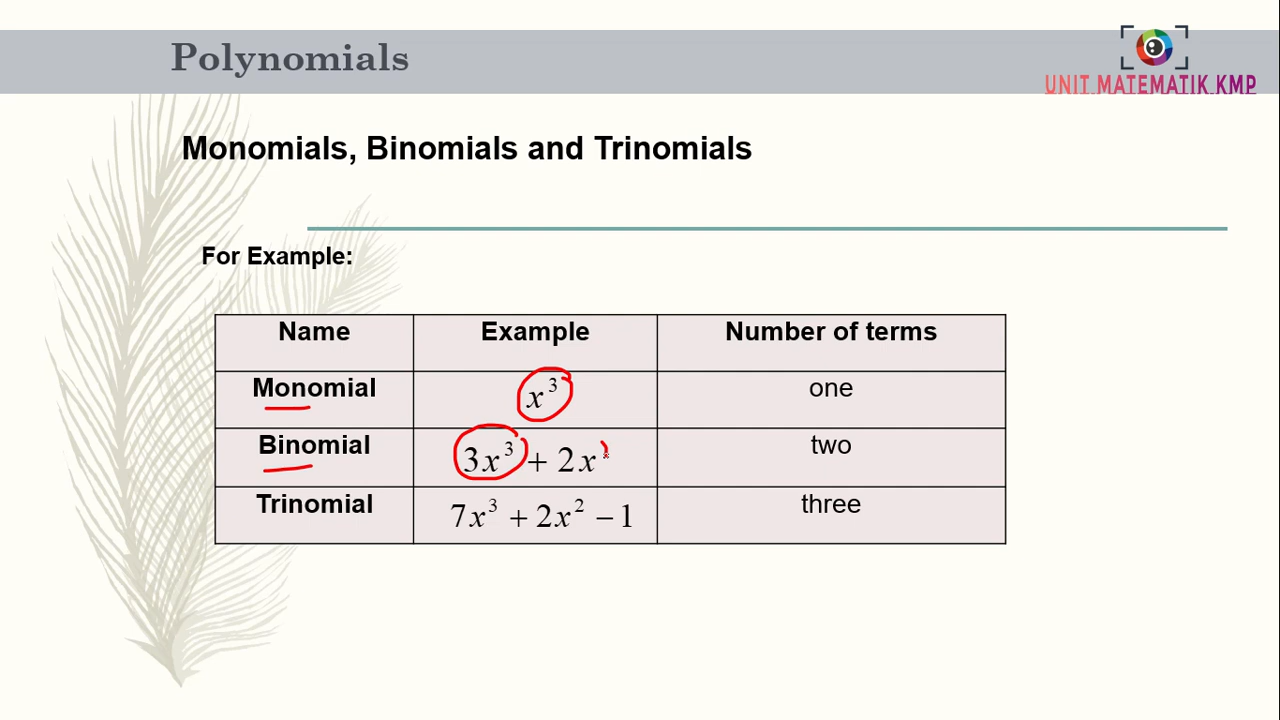 Polynomials
UNIT.MATEMATIK.KMP
Monomials, Binomials and Trinomials
For Example:
Name Example Number of terms
Monomial x³ one
Binomial 3x³ + 2x two
Trinomial 7x³ + 2x² − 1 three